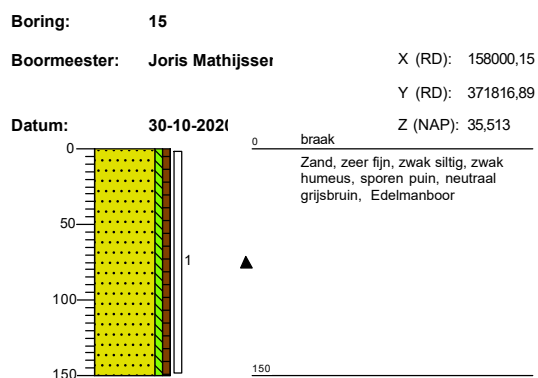 Boring: 15
Boormeester: Joris Mathijsser
X (RD): 158000,15
Y (RD): 371816,89
Datum: 30-10-2020
Z (NAP): 35,513
0
0
braak
Zand, zeer fijn, zwak siltig, zwak
humeus, sporen puin, neutraal
grijsbruin, Edelmanboor
50
1
100
150
150